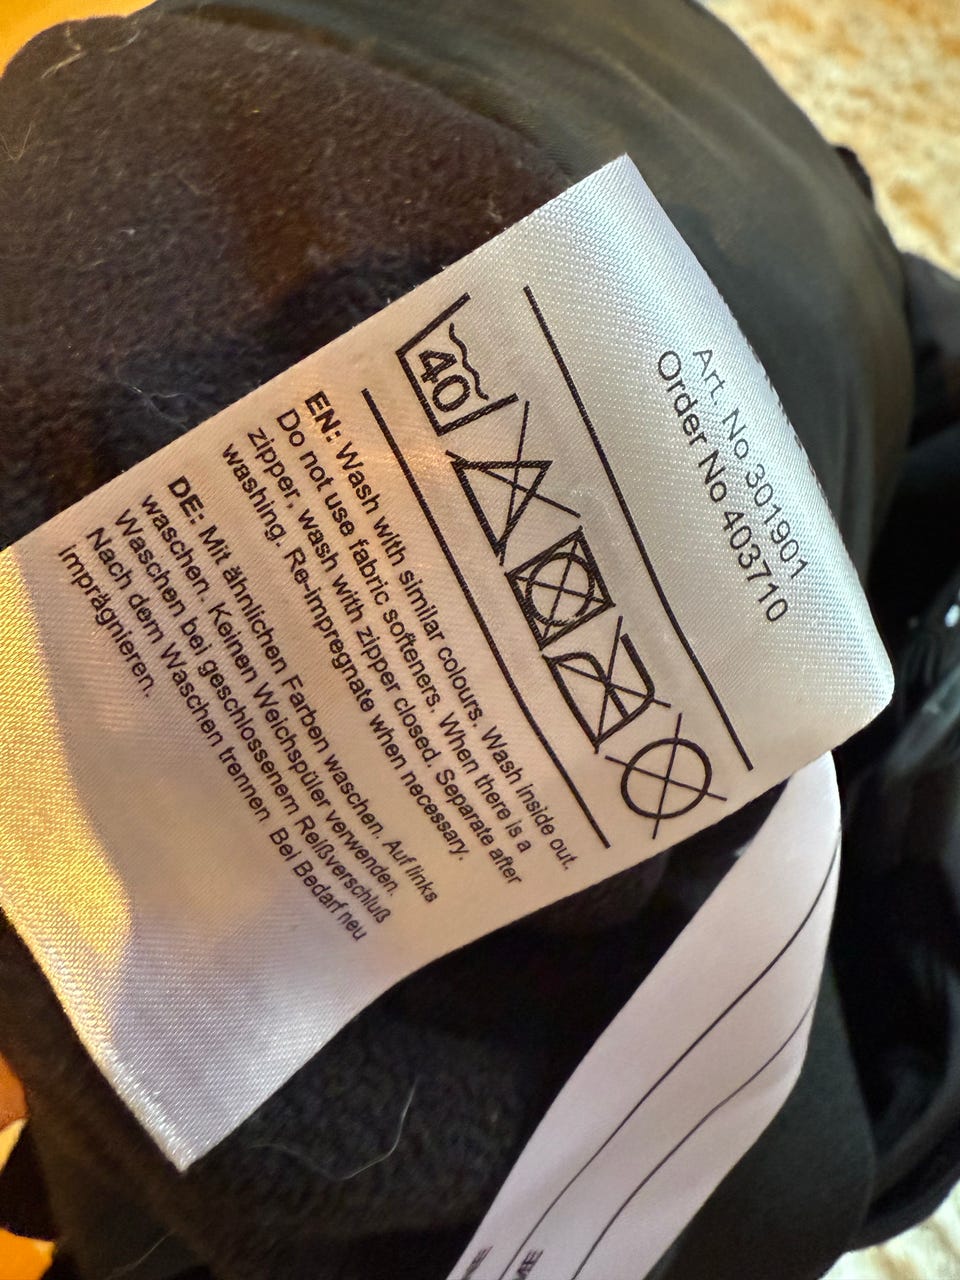 Art. No.301901
Order No.403710
40
EN: Wash with similar colours. Wash inside out.
Do not use fabric softeners. When there is a
zipper, wash with zipper closed. Separate after
washing. Re-impregnate when necessary.
DE: Mit ähnlichen Farben waschen. Auf links
waschen. Keinen Weichspüler verwenden.
Waschen bei geschlossenem Reißverschluß
Nach dem Waschen trennen. Bei Bedarf neu
imprägnieren.